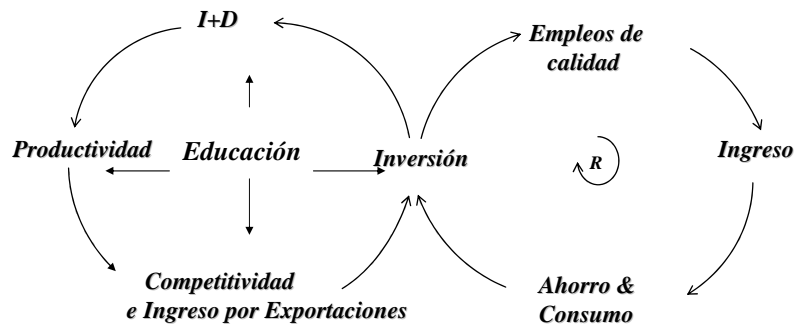 I+D
Empleos de
calidad
Productividad
Educación
Inversión
R
Ingreso
Competitividad
e Ingreso por Exportaciones
Ahorro &
Consumo